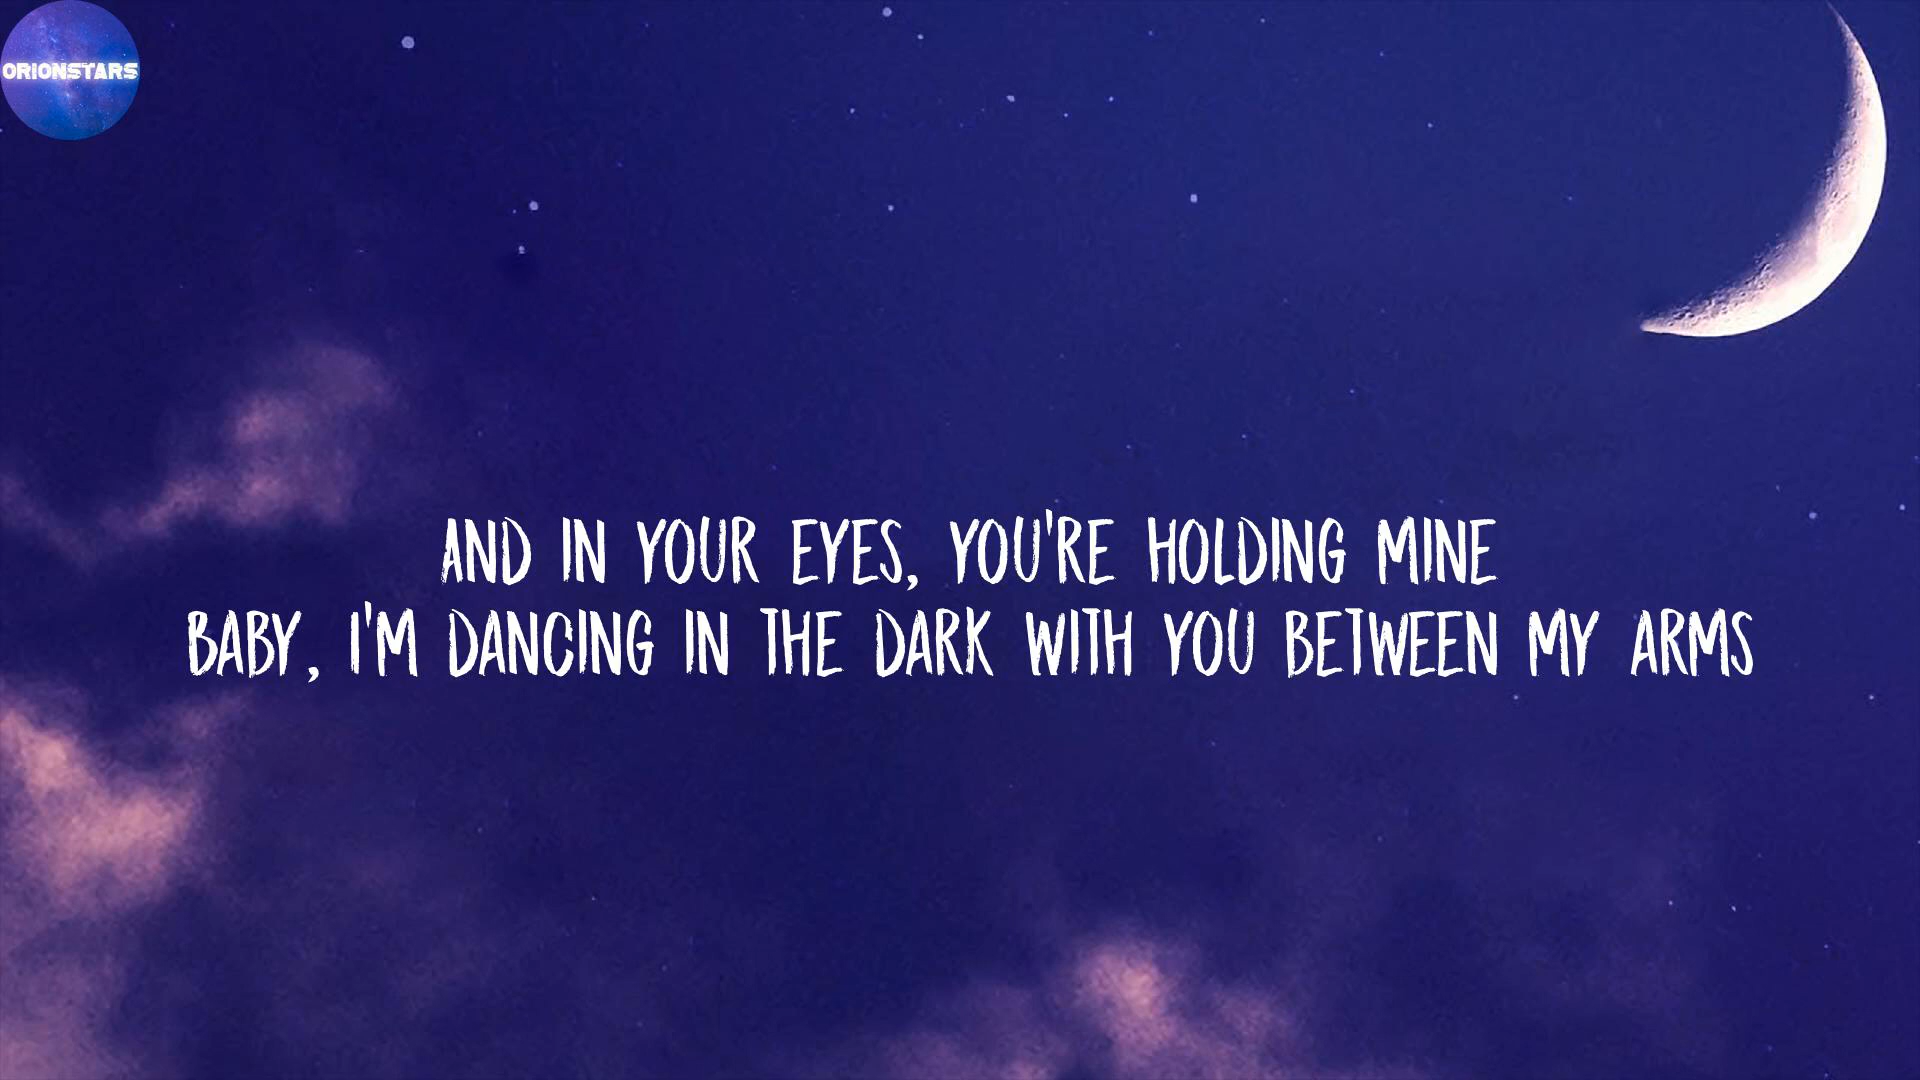 ORIONSTARS
AND IN YOUR EYES, YOU'RE HOLDING MINE
BABY, I'M DANCING IN THE DARK WITH YOU BETWEEN MY ARMS